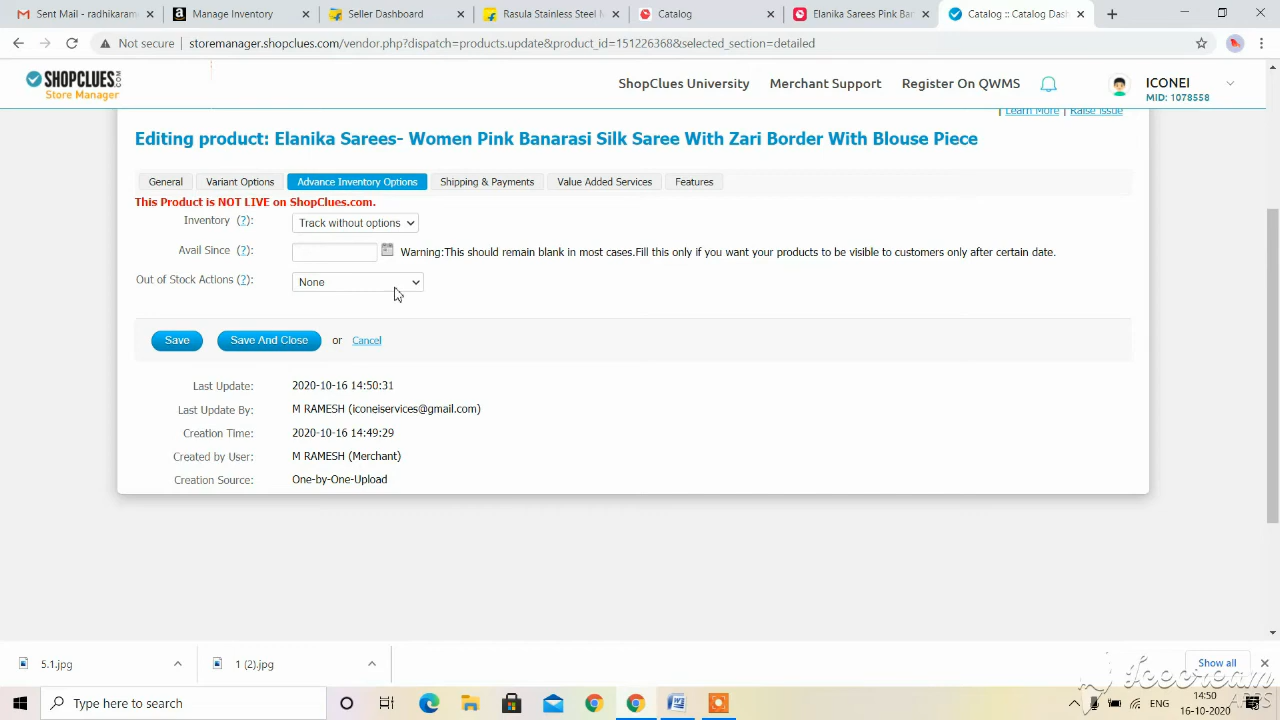 Sent Mail - radhikaram
Manage Inventory
Seller Dashboard
Rasula Stainless Steel
Catalog
Elanika Sarees-Pink Bar
Catalog :: Catalog Dash
Not secure
storemanager.shopclues.com/vendor.php?dispatch=products.update&product_id=151226368&selected_section=detailed
SHOPCLUES.COM
Store Manager
ShopClues University
Merchant Support
Register On QWMS
ICONEI
MID: 1078558
| Learn More | Raise Issue
Editing product: Elanika Sarees- Women Pink Banarasi Silk Saree With Zari Border With Blouse Piece
General
Variant Options
Advance Inventory Options
Shipping & Payments
Value Added Services
Features
This Product is NOT LIVE on ShopClues.com.
Inventory (?):
Track without options
Avail Since (?):
Warning:This should remain blank in most cases.Fill this only if you want your products to be visible to customers only after certain date.
Out of Stock Actions (?):
None
Save
Save And Close
or
Cancel
Last Update: 2020-10-16 14:50:31
Last Update By: M RAMESH (iconeiservices@gmail.com)
Creation Time: 2020-10-16 14:49:29
Created by User: M RAMESH (Merchant)
Creation Source: One-by-One-Upload
5.1.jpg
1 (2).jpg
Show all
Icecream
APPS
Type here to search
ENG
14:50
16-10-2020